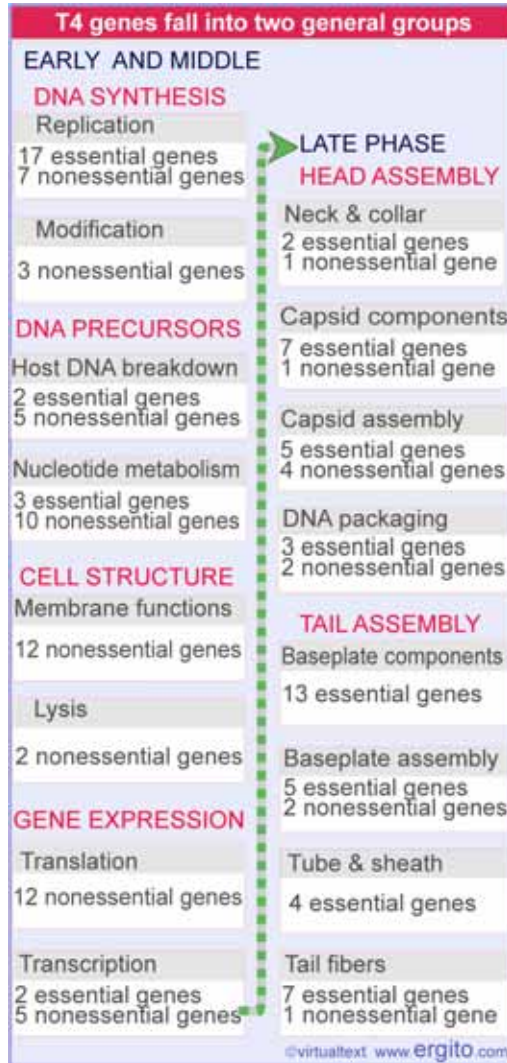 T4 genes fall into two general groups
EARLY AND MIDDLE
DNA SYNTHESIS
Replication
17 essential genes
7 nonessential genes
Modification
3 nonessential genes
DNA PRECURSORS
Host DNA breakdown
2 essential genes
5 nonessential genes
Nucleotide metabolism
3 essential genes
10 nonessential genes
CELL STRUCTURE
Membrane functions
12 nonessential genes
Lysis
2 nonessential genes
GENE EXPRESSION
Translation
12 nonessential genes
Transcription
2 essential genes
5 nonessential genes
LATE PHASE
HEAD ASSEMBLY
Neck & collar
2 essential genes
1 nonessential gene
Capsid components
7 essential genes
1 nonessential gene
Capsid assembly
5 essential genes
4 nonessential genes
DNA packaging
3 essential genes
2 nonessential genes
TAIL ASSEMBLY
Baseplate components
13 essential genes
Baseplate assembly
5 essential genes
2 nonessential genes
Tube & sheath
4 essential genes
Tail fibers
7 essential genes
1 nonessential gene
©virtualtext www.ergito.com